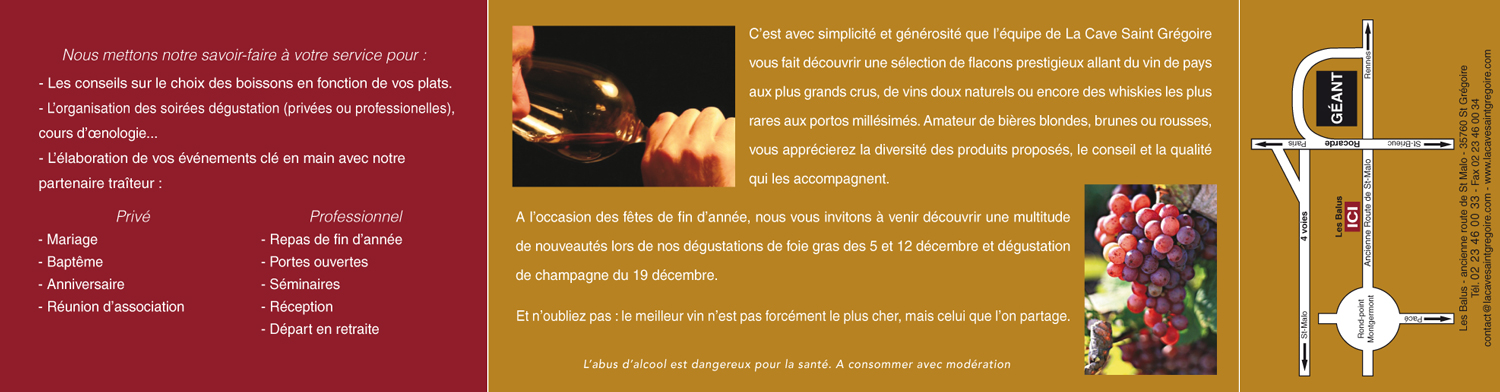 Nous mettons notre savoir-faire à votre service pour :
- Les conseils sur le choix des boissons en fonction de vos plats.
- L'organisation des soirées dégustation (privées ou professionelles),
cours d'œnologie...
- L'élaboration de vos événements clé en main avec notre
partenaire traîteur :
Privé
- Mariage
- Baptême
- Anniversaire
- Réunion d'association
Professionnel
- Repas de fin d'année
- Portes ouvertes
- Séminaires
- Réception
- Départ en retraite
C'est avec simplicité et générosité que l'équipe de La Cave Saint Grégoire
vous fait découvrir une sélection de flacons prestigieux allant du vin de pays
aux plus grands crus, de vins doux naturels ou encore des whiskies les plus
rares aux portos millésimés. Amateur de bières blondes, brunes ou rousses,
vous apprécierez la diversité des produits proposés, le conseil et la qualité
qui les accompagnent.
A l'occasion des fêtes de fin d'année, nous vous invitons à venir découvrir une multitude
de nouveautés lors de nos dégustations de foie gras des 5 et 12 décembre et dégustation
de champagne du 19 décembre.
Et n'oubliez pas : le meilleur vin n'est pas forcément le plus cher, mais celui que l'on partage.
L'abus d'alcool est dangereux pour la santé. A consommer avec modération
Rennes
GÉANT
Paris
Rocarde
St-Brieuc
4 voies
Les Balus
ICI
Ancienne Route de St-Malo
St-Malo
Rond-point
Montgermont
Pacé
Les Balus - ancienne route de St Malo - 35760 St Grégoire
Tél. 02 23 46 00 33 - Fax 02 23 46 00 34
contact@lacavesaintgregoire.com - www.lacavesaintgregoire.com